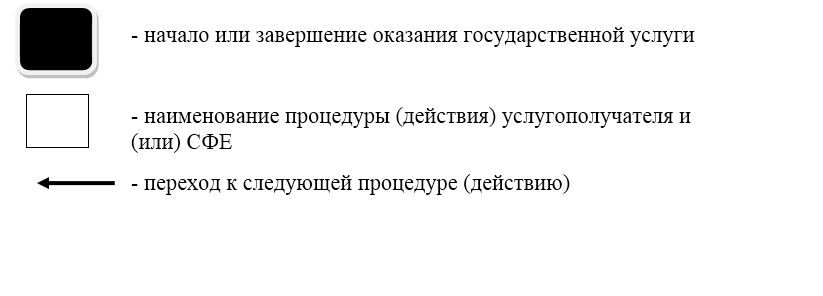 - начало или завершение оказания государственной услуги
- наименование процедуры (действия) услугополучателя и
(или) СФЕ
- переход к следующей процедуре (действию)